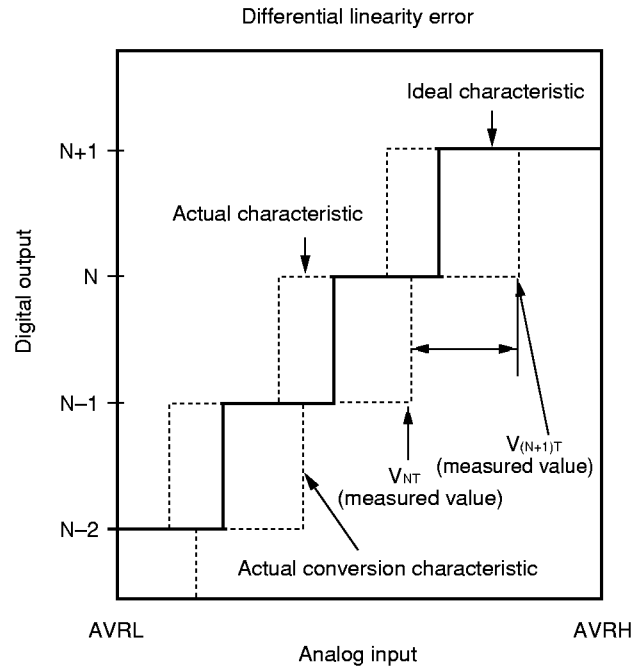 Differential linearity error
Ideal characteristic
N+1
Actual characteristic
N
Digital output
N–1
V(N+1)T
(measured value)
VNT
(measured value)
N–2
Actual conversion characteristic
AVRL
AVRH
Analog input